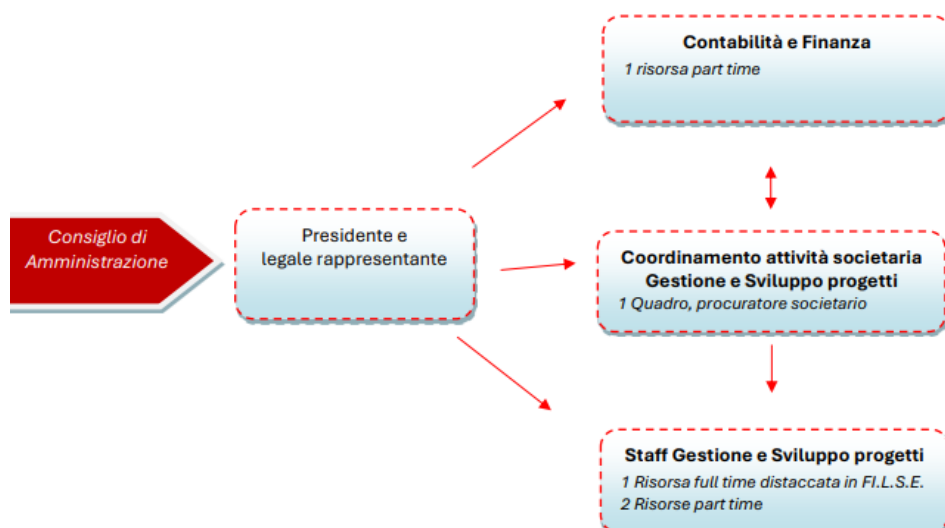 Contabilità e Finanza
1 risorsa part time
Consiglio di
Amministrazione
Presidente e
legale rappresentante
Coordinamento attività societaria
Gestione e Sviluppo progetti
1 Quadro, procuratore societario
Staff Gestione e Sviluppo progetti
1 Risorsa full time distaccata in FI.L.S.E.
2 Risorse part time